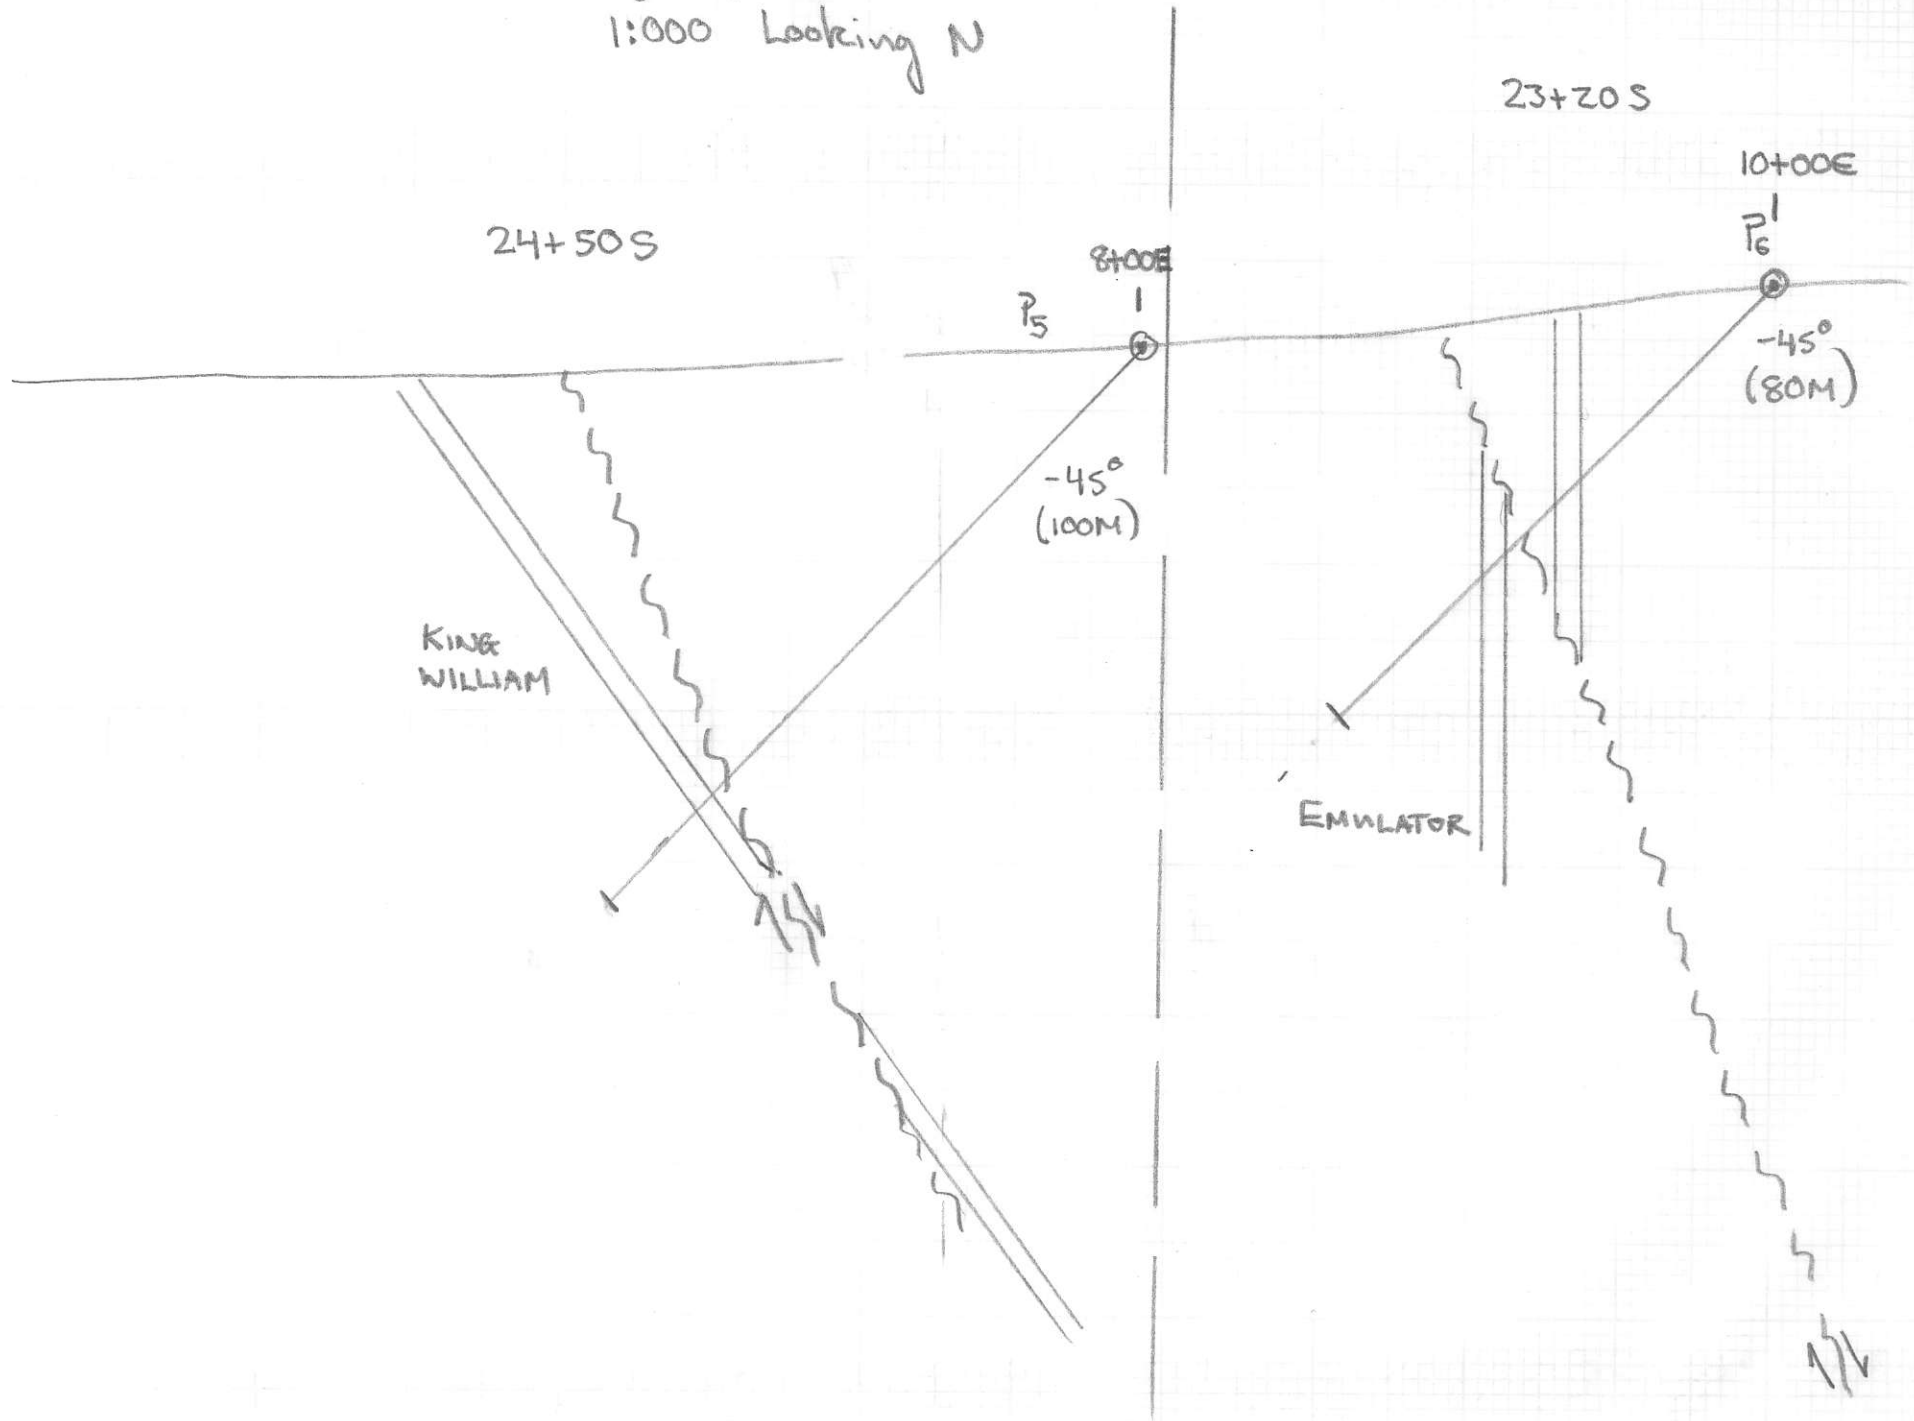 1:000 Looking N
23+20S
10+00E
P6
24+50S
8+00E
P5
-45°
(100M)
-45°
(80M)
KING
WILLIAM
EMULATOR